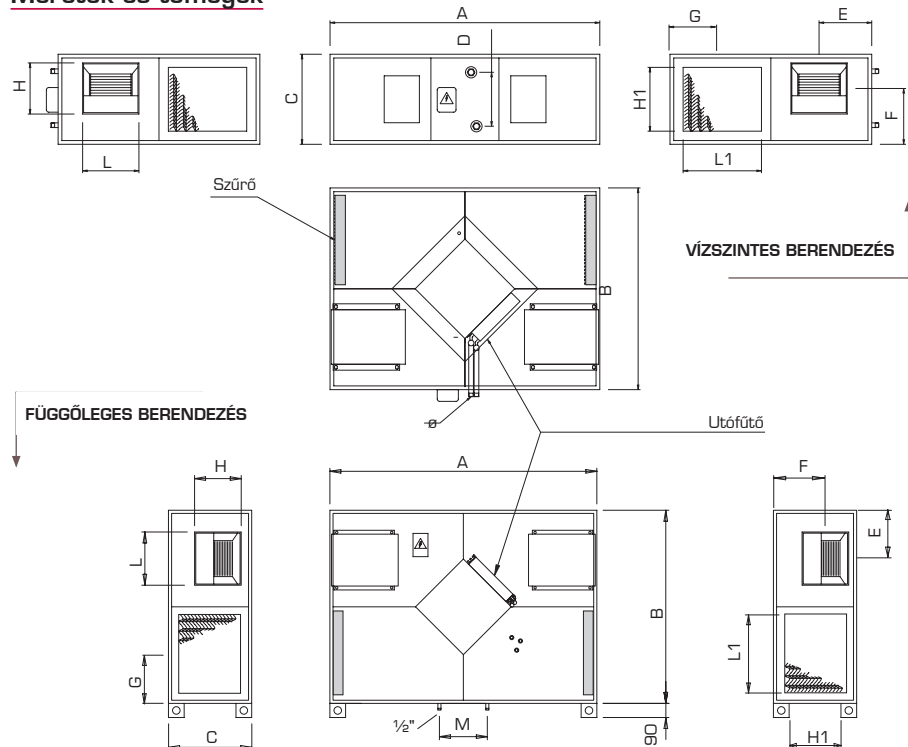 Méretek és tömegek
A
G
E
D
H
C
H1
F
L
L1
Szűrő
VÍZSZINTES BERENDEZÉS
B
FÜGGŐLEGES BERENDEZÉS
ø
Utófűtő
H
A
F
E
L
B
L1
G
½"
M
90
C
H1